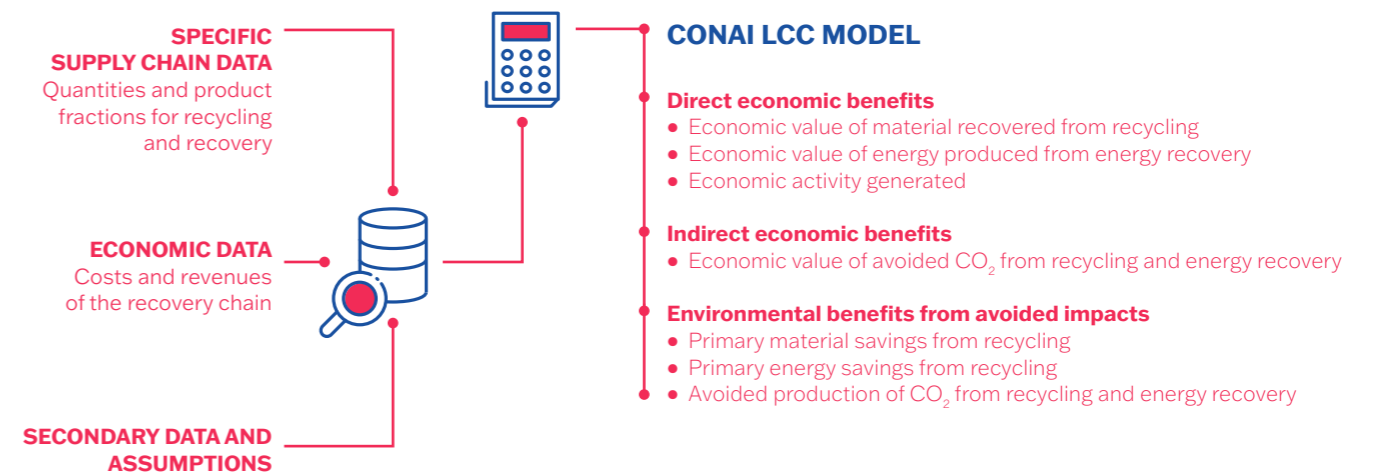 SPECIFIC
SUPPLY CHAIN DATA
Quantities and product
fractions for recycling
and recovery
ECONOMIC DATA
Costs and revenues
of the recovery chain
SECONDARY DATA AND
ASSUMPTIONS
CONAI LCC MODEL
Direct economic benefits
● Economic value of material recovered from recycling
● Economic value of energy produced from energy recovery
● Economic activity generated
Indirect economic benefits
● Economic value of avoided CO₂ from recycling and energy recovery
Environmental benefits from avoided impacts
● Primary material savings from recycling
● Primary energy savings from recycling
● Avoided production of CO₂ from recycling and energy recovery